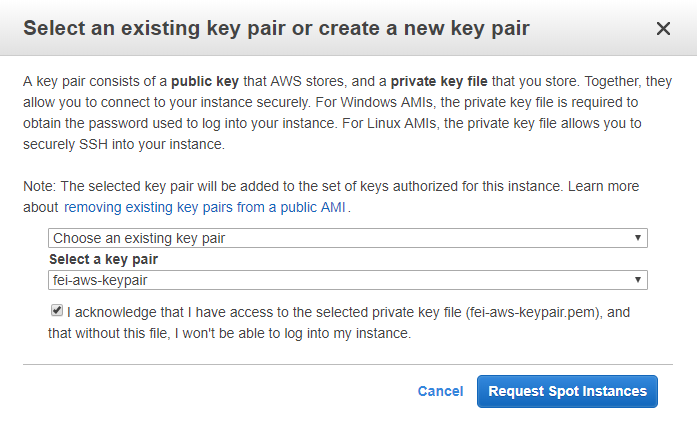 Select an existing key pair or create a new key pair
A key pair consists of a public key that AWS stores, and a private key file that you store. Together, they
allow you to connect to your instance securely. For Windows AMIs, the private key file is required to
obtain the password used to log into your instance. For Linux AMIs, the private key file allows you to
securely SSH into your instance.
Note: The selected key pair will be added to the set of keys authorized for this instance. Learn more
about removing existing key pairs from a public AMI.
Choose an existing key pair
Select a key pair
fei-aws-keypair
I acknowledge that I have access to the selected private key file (fei-aws-keypair.pem), and
that without this file, I won't be able to log into my instance.
Cancel Request Spot Instances